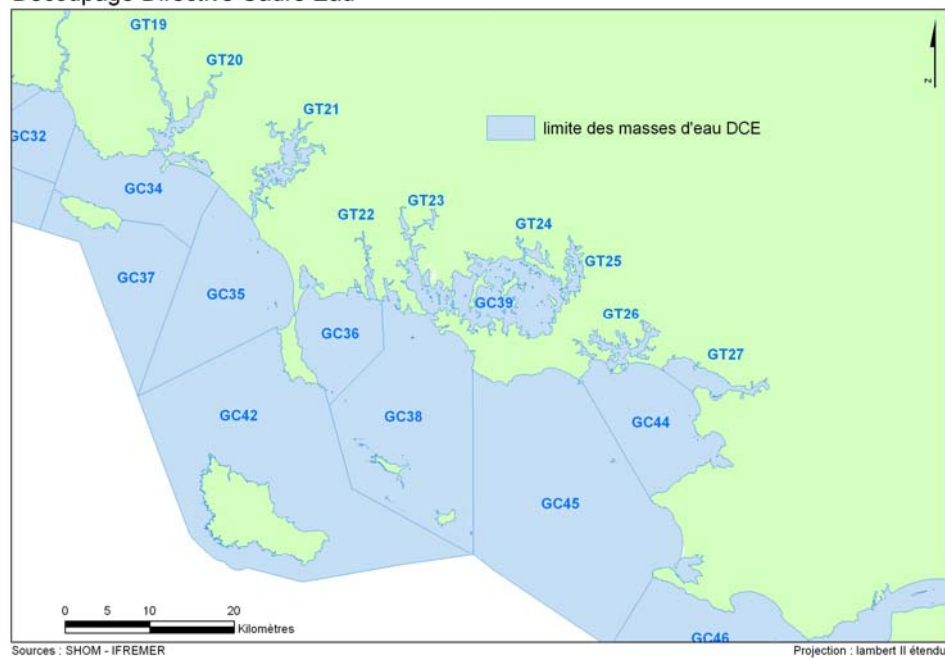 Découpage Directive Cadre Eau
GT19
GT20
GT21
limite des masses d'eau DCE
z
GC32
GC34
GT22
GT23
GT24
GT25
GC37
GC35
GC39
GC36
GT26
GT27
GC42
GC38
GC44
GC45
0 5 10 20
Kilomètres
GC46
Sources : SHOM - IFREMER
Projection : lambert II étendu